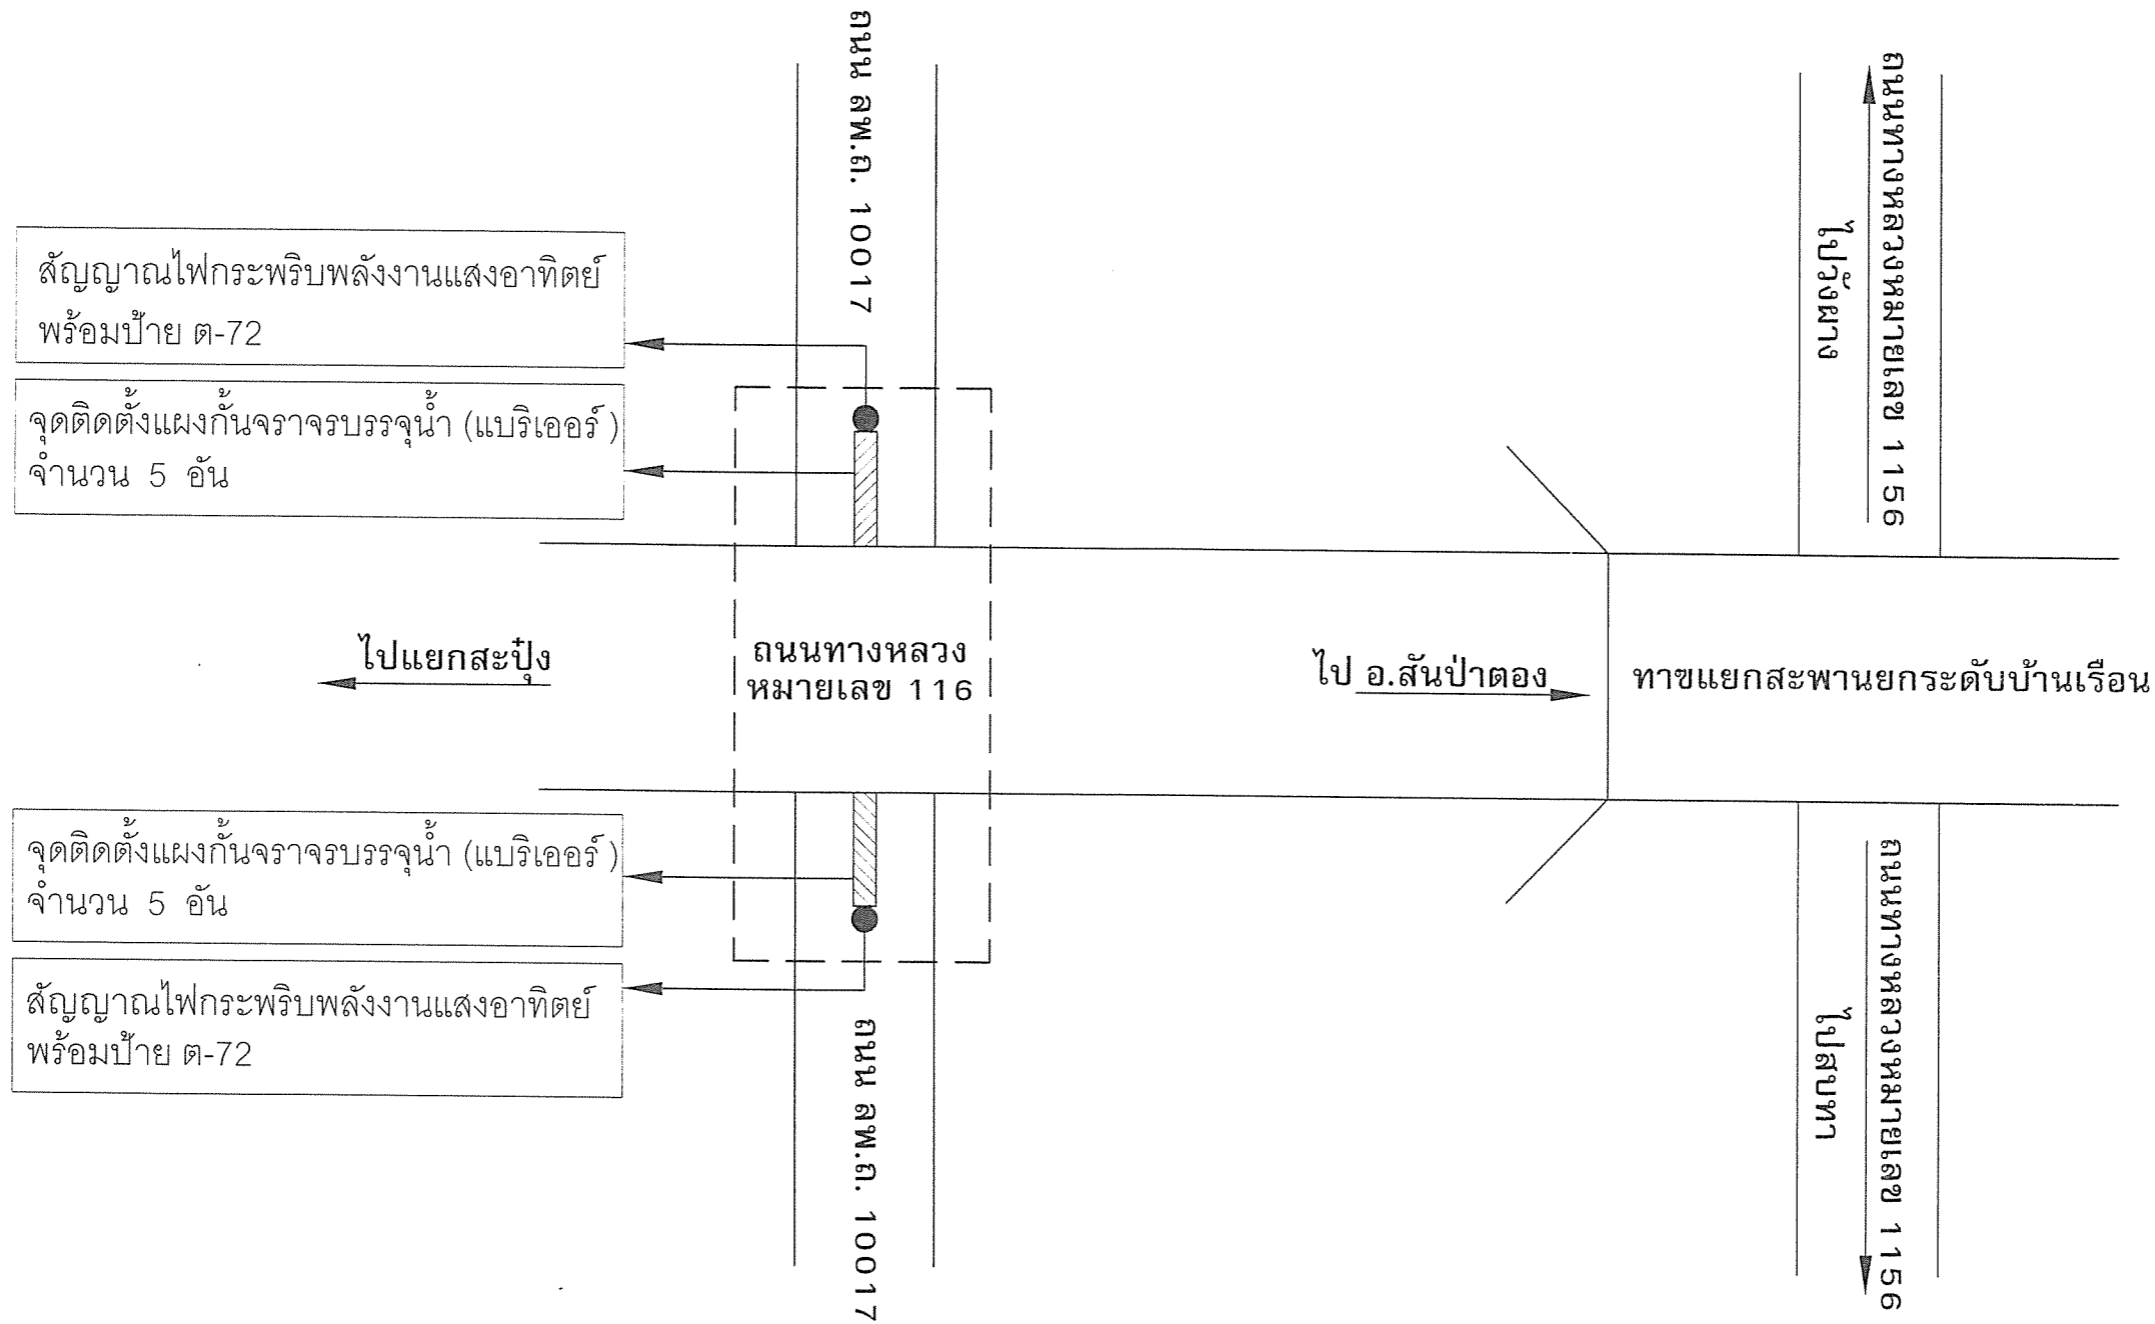 ถนน ลพ.ถ. 10017
ถนนทางหลวงหมายเลข 1156
ไปวังผาง
สัญญาณไฟกระพริบพลังงานแสงอาทิตย์
พร้อมป้าย ต-72
จุดติดตั้งแผงกั้นจราจรบรรจุน้ำ (แบริเออร์)
จำนวน 5 อัน
ไปแยกสะปุ๋ง
ถนนทางหลวง
หมายเลข 116
ไป อ.สันป่าตอง
ทาขแยกสะพานยกระดับบ้านเรือน
จุดติดตั้งแผงกั้นจราจรบรรจุน้ำ (แบริเออร์)
จำนวน 5 อัน
สัญญาณไฟกระพริบพลังงานแสงอาทิตย์
พร้อมป้าย ต-72
ถนน ลพ.ถ. 10017
ถนนทางหลวงหมายเลข 1156
ไปสบทา